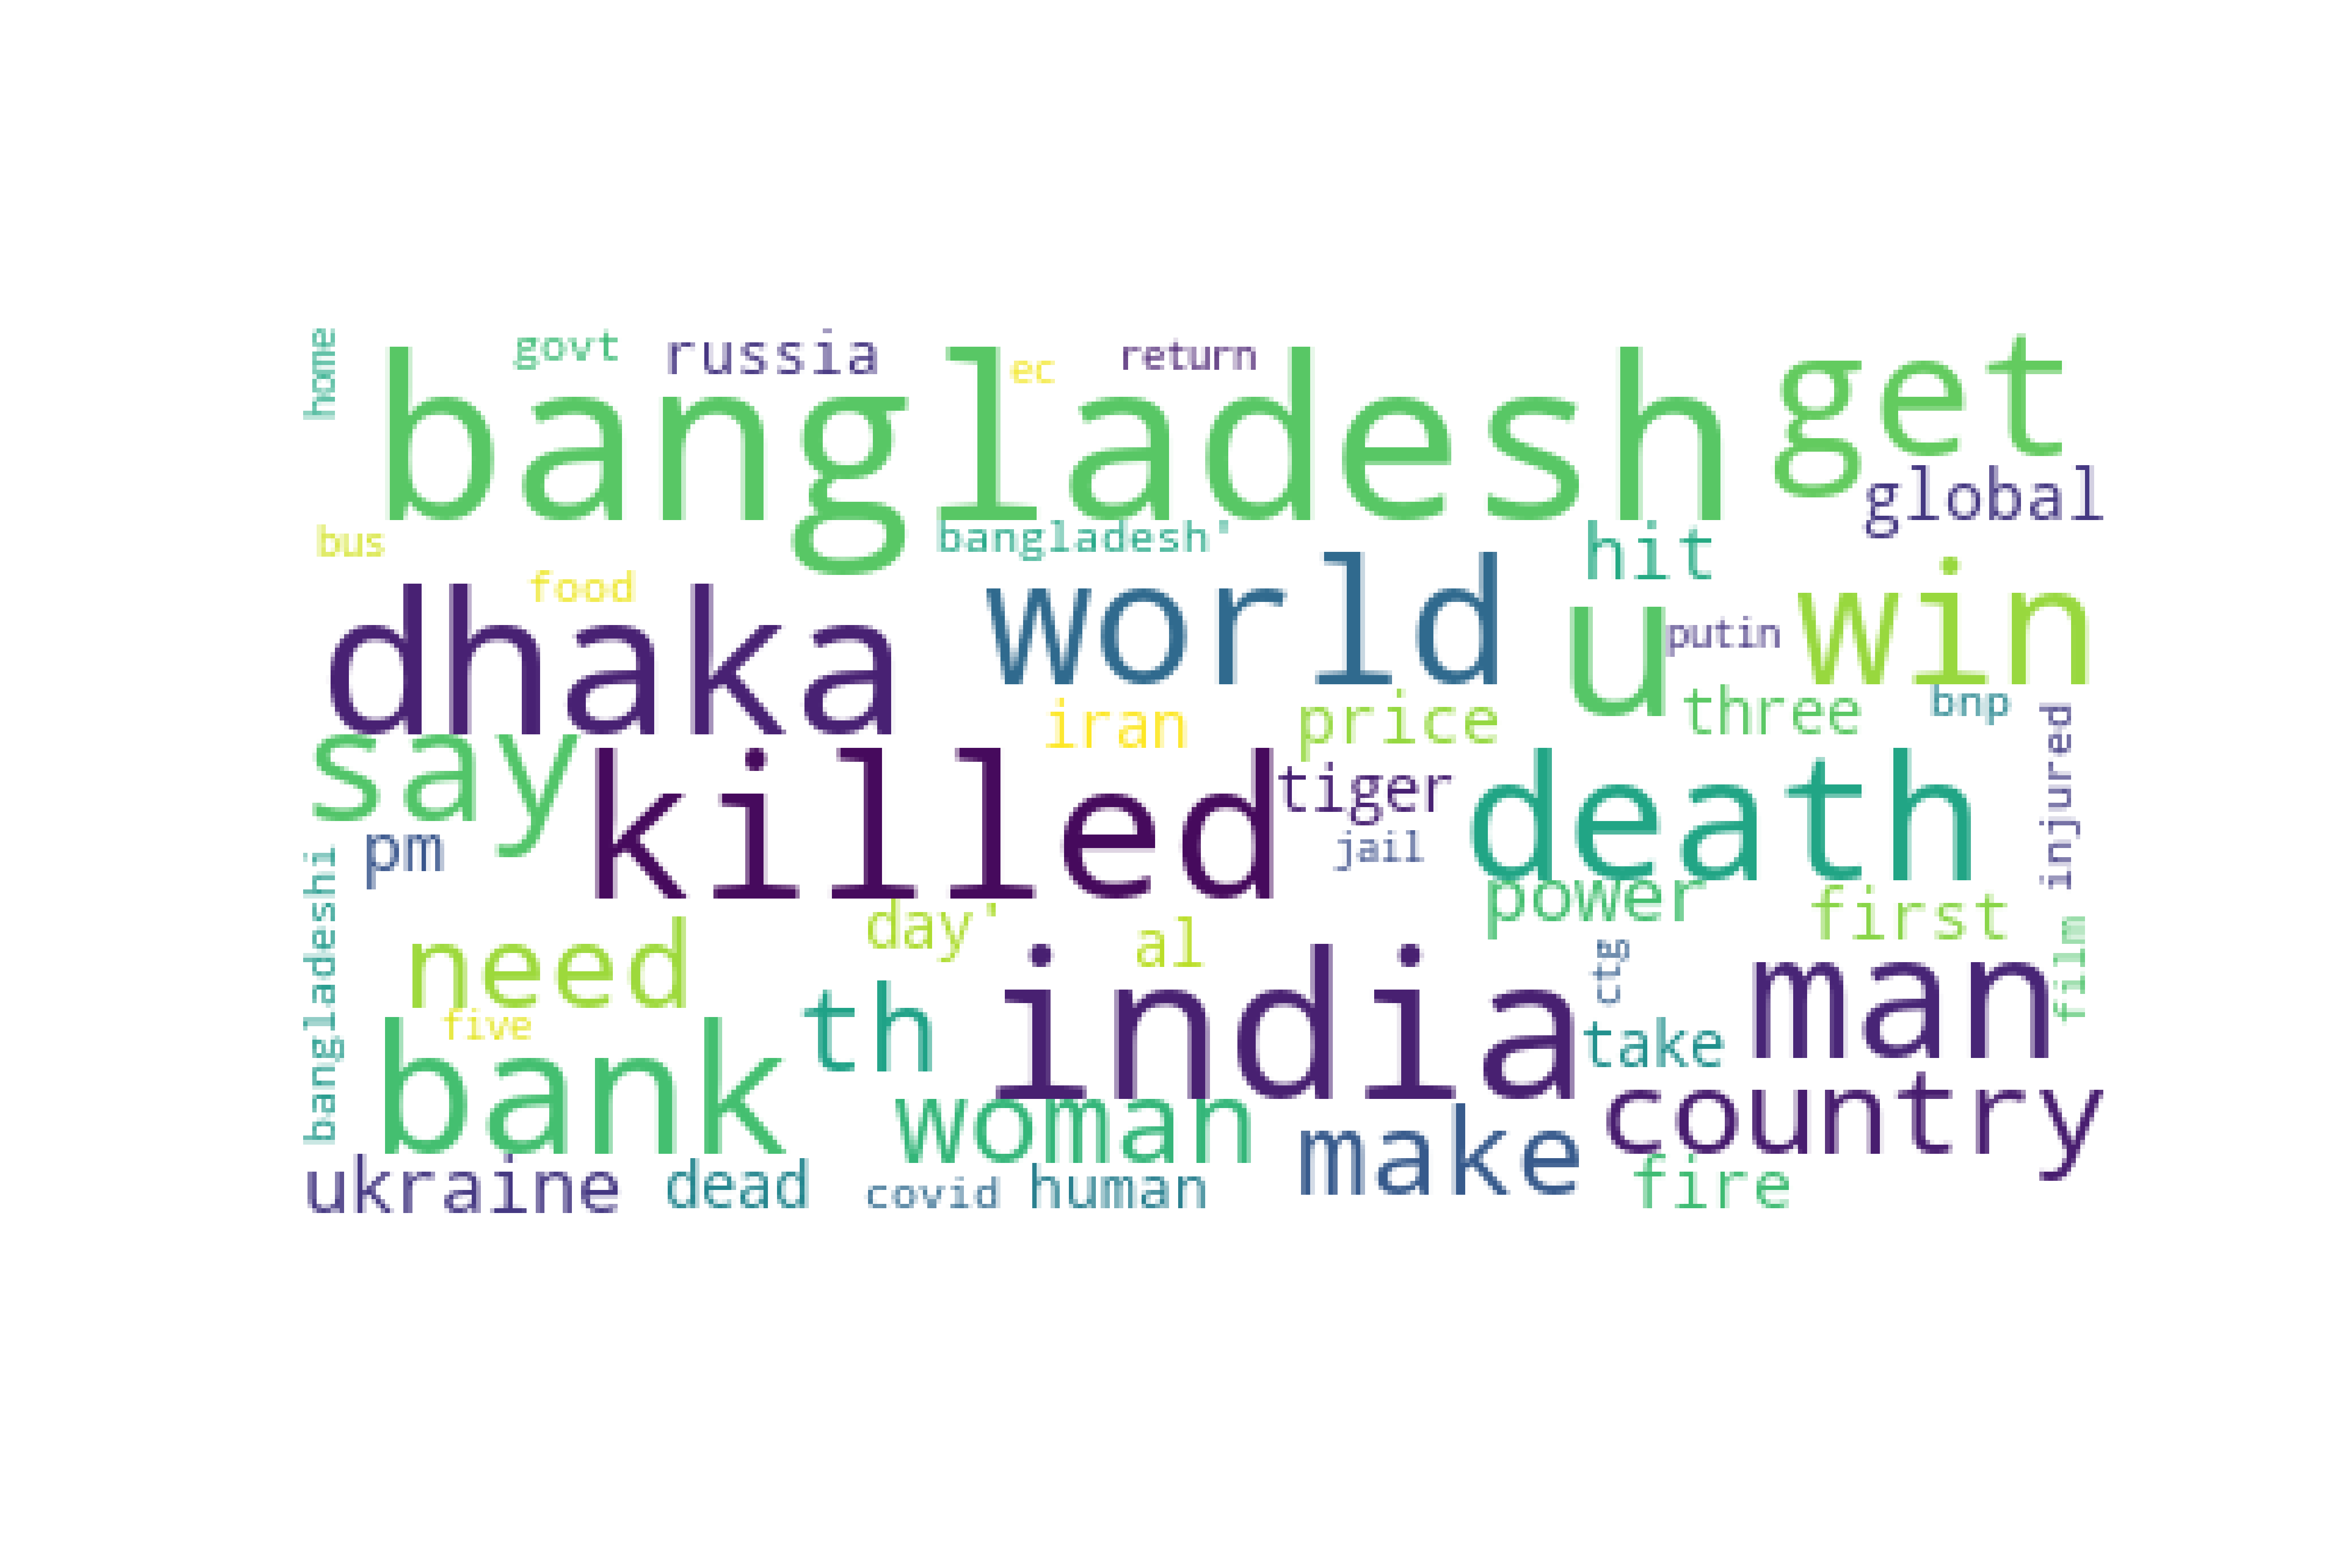 home
govt
russia
ec
return
bangladesh
get
global
bus
bangladesh'
hit
food
dhaka
world
u
putin
win
iran
price
three
bnp
injured
say
killed
tiger
death
pm
jail
bangladeshi
power
first
need
day'
al
ctg
film
five
th
india
take
man
bank
woman
make
country
ukraine
dead
covid
human
fire